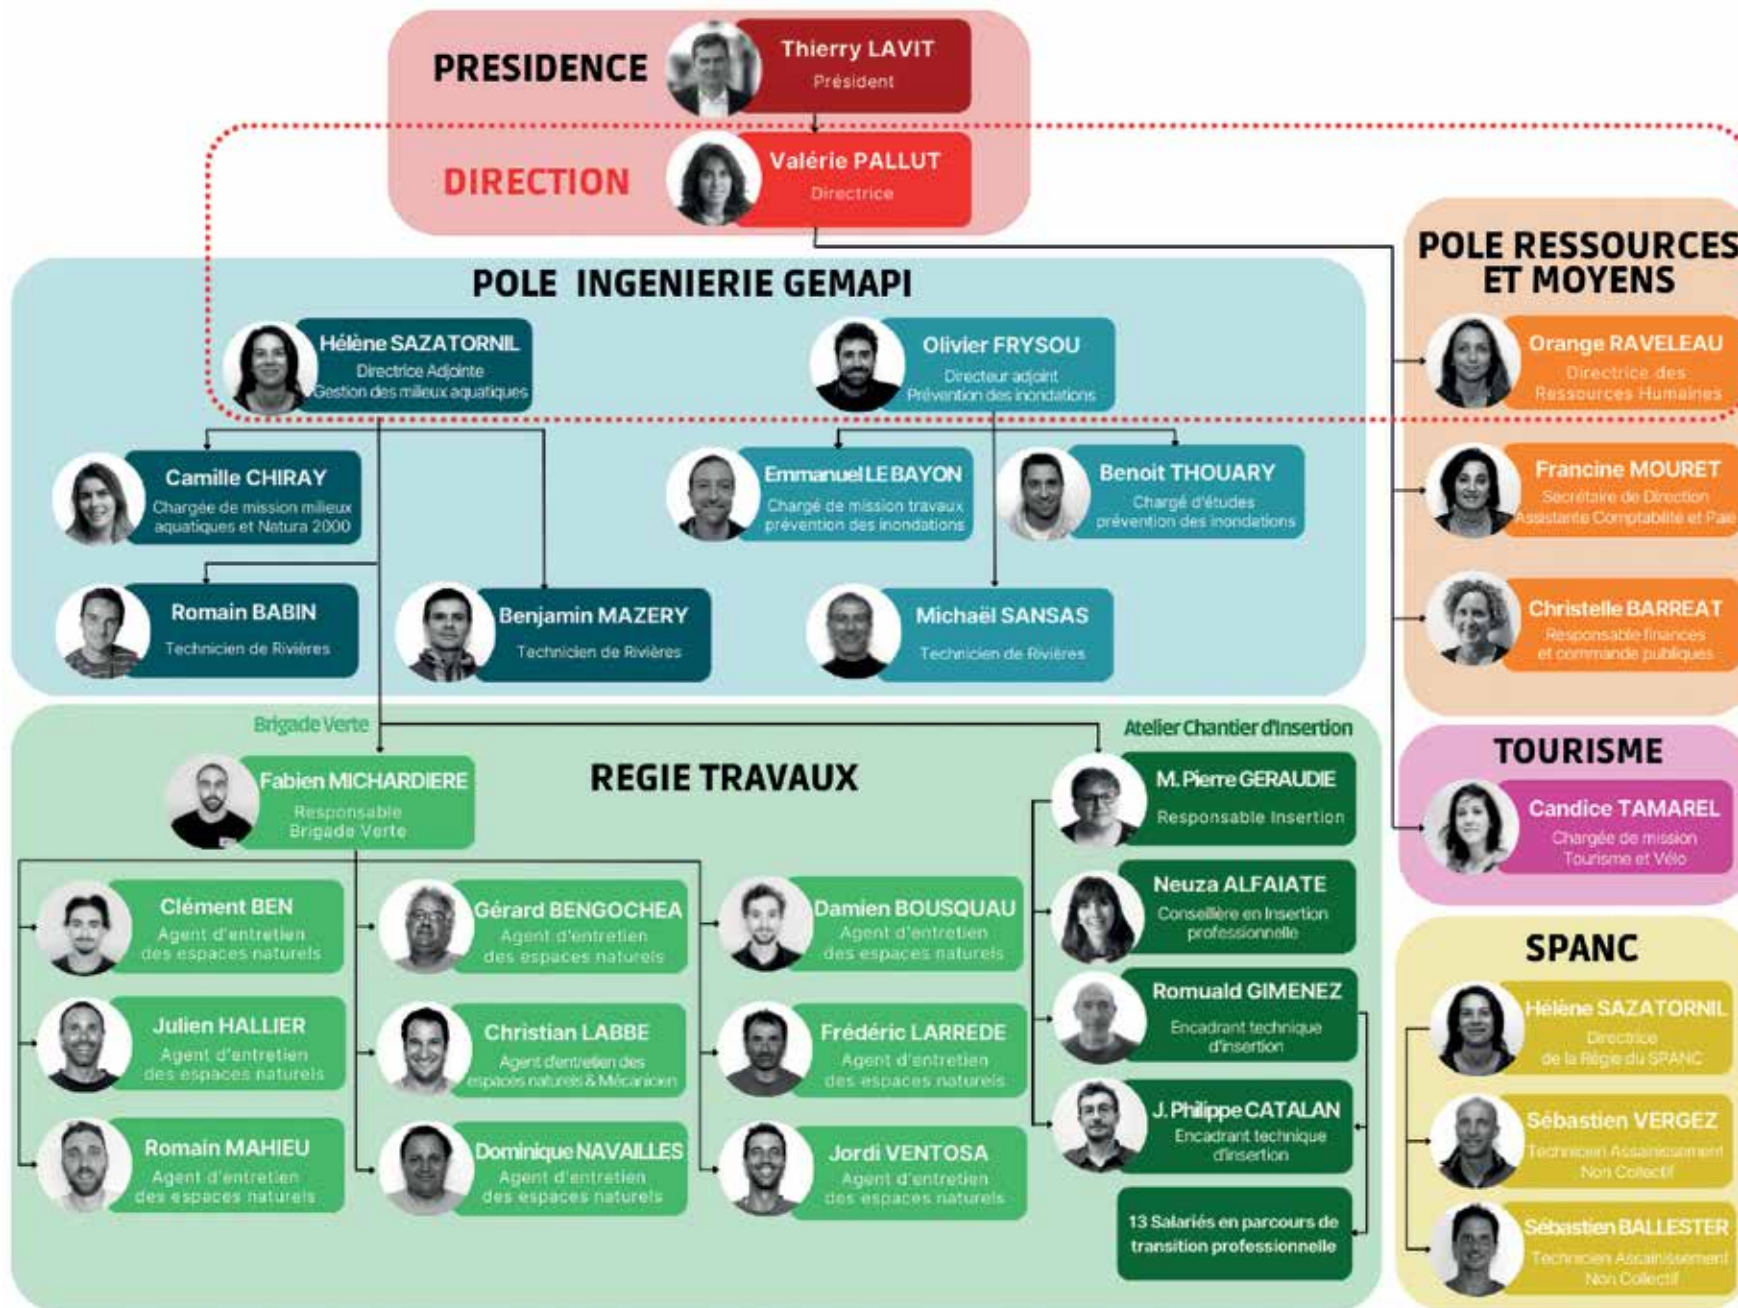 PRESIDENCE
Thierry LAVIT
Président
DIRECTION
Valérie PALLUT
Directrice
POLE INGENIERIE GEMAPI
Hélène SAZATORNIL
Directrice Adjointe
Gestion des milieux aquatiques
Olivier FRYSOU
Directeur adjoint
Prévention des inondations
Camille CHIRAY
Chargée de mission milieux
aquatiques et Natura 2000
Emmanuel LE BAYON
Chargé de mission travaux
prévention des inondations
Benoit THOUARY
Chargé d'études
prévention des inondations
Romain BABIN
Technicien de Rivières
Benjamin MAZERY
Technicien de Rivières
Michaël SANSAS
Technicien de Rivières
POLE RESSOURCES
ET MOYENS
Orange RAVELEAU
Directrice des
Ressources Humaines
Francine MOURET
Secrétaire de Direction
Assistante Comptabilité et Paie
Christelle BARREAT
Responsable finances
et commande publiques
Brigade Verte
REGIE TRAVAUX
Fabien MICHARDIERE
Responsable
Brigade Verte
Clément BEN
Agent d'entretien
des espaces naturels
Gérard BENGOCHEA
Agent d'entretien
des espaces naturels
Damien BOUSQUAU
Agent d'entretien
des espaces naturels
Julien HALLIER
Agent d'entretien
des espaces naturels
Christian LABBE
Agent d'entretien des
espaces naturels & Mécanicien
Frédéric LARREDE
Agent d'entretien
des espaces naturels
Romain MAHIEU
Agent d'entretien
des espaces naturels
Dominique NAVAILLES
Agent d'entretien
des espaces naturels
Jordi VENTOSA
Agent d'entretien
des espaces naturels
Atelier Chantier d'Insertion
M. Pierre GERAUDIE
Responsable Insertion
Neuza ALFAIATE
Conseillère en Insertion
professionnelle
Romuald GIMENEZ
Encadrant technique
d'insertion
J. Philippe CATALAN
Encadrant technique
d'insertion
13 Salariés en parcours de
transition professionnelle
TOURISME
Candice TAMAREL
Chargée de mission
Tourisme et Vélo
SPANC
Hélène SAZATORNIL
Directrice
de la Régie du SPANC
Sébastien VERGEZ
Technicien Assainissement
Non Collectif
Sébastien BALLESTER
Technicien Assainissement
Non Collectif